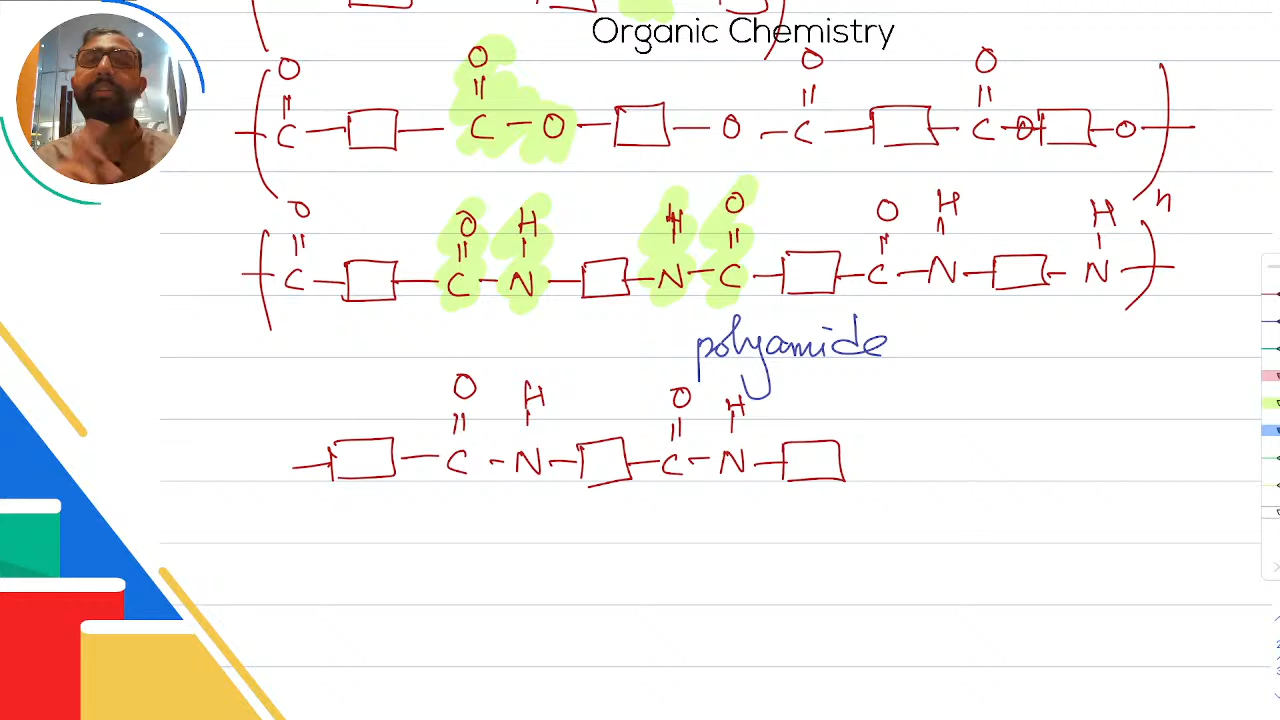 Organic Chemistry
O O O O
C C O O C C O O
n
O O H H O O H H
C C N N C C N N
polyamide
O H O H
C N C N